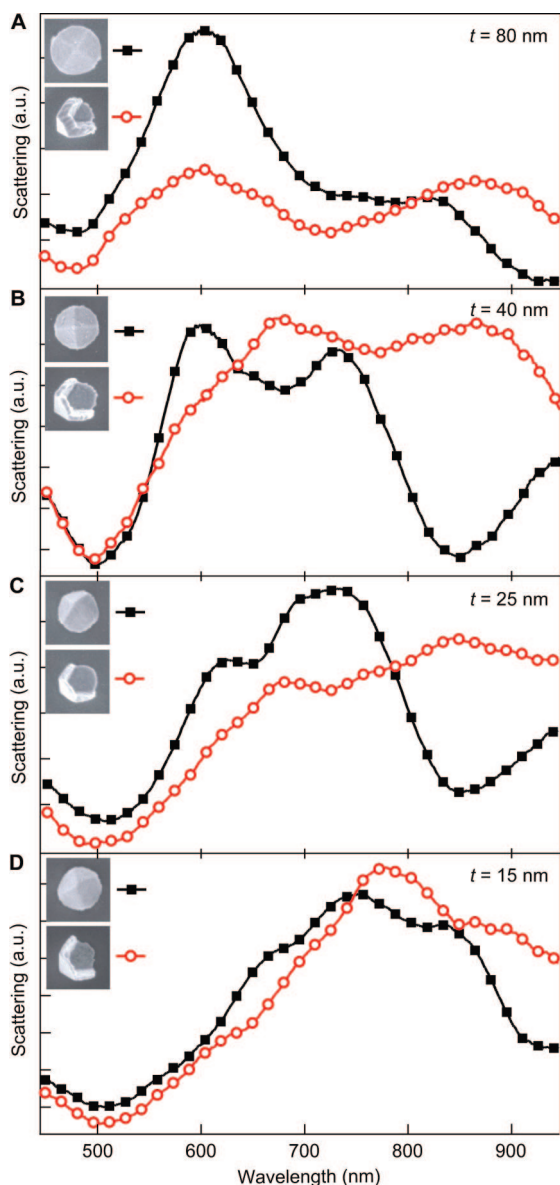 A
t = 80 nm
Scattering (a.u.)
B
t = 40 nm
Scattering (a.u.)
C
t = 25 nm
Scattering (a.u.)
D
t = 15 nm
Scattering (a.u.)
500 600 700 800 900
Wavelength (nm)